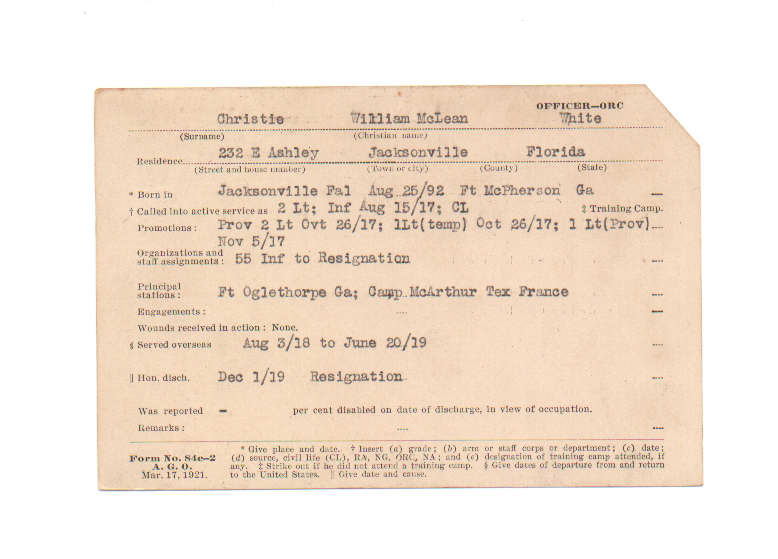 OFFICER—ORC
Christie William McLean White
(Surname) (Christian name)
Residence 232 E Ashley Jacksonville Florida
(Street and house number) (Town or city) (County) (State)
* Born in Jacksonville Fal Aug 25/92 Ft McPherson Ga
† Called into active service as 2 Lt; Inf Aug 15/17; CL ‡ Training Camp.
Promotions: Prov 2 Lt Ovt 26/17; 1Lt(temp) Oct 26/17; 1 Lt(Prov)
Nov 5/17
Organizations and
staff assignments: 55 Inf to Resignation
Principal
stations: Ft Oglethorpe Ga; Camp McArthur Tex France
Engagements:
Wounds received in action: None.
§ Served overseas Aug 3/18 to June 20/19
|| Hon. disch. Dec 1/19 Resignation
Was reported - per cent disabled on date of discharge, in view of occupation.
Remarks:
Form No. 84c-2
A. G. O.
Mar. 17, 1921.
* Give place and date. † Insert (a) grade; (b) arm or staff corps or department; (c) date;
(d) source, civil life (CL), RA, NG, ORC, NA; and (e) designation of training camp attended, if
any. ‡ Strike out if he did not attend a training camp. § Give dates of departure from and return
to the United States. || Give date and cause.